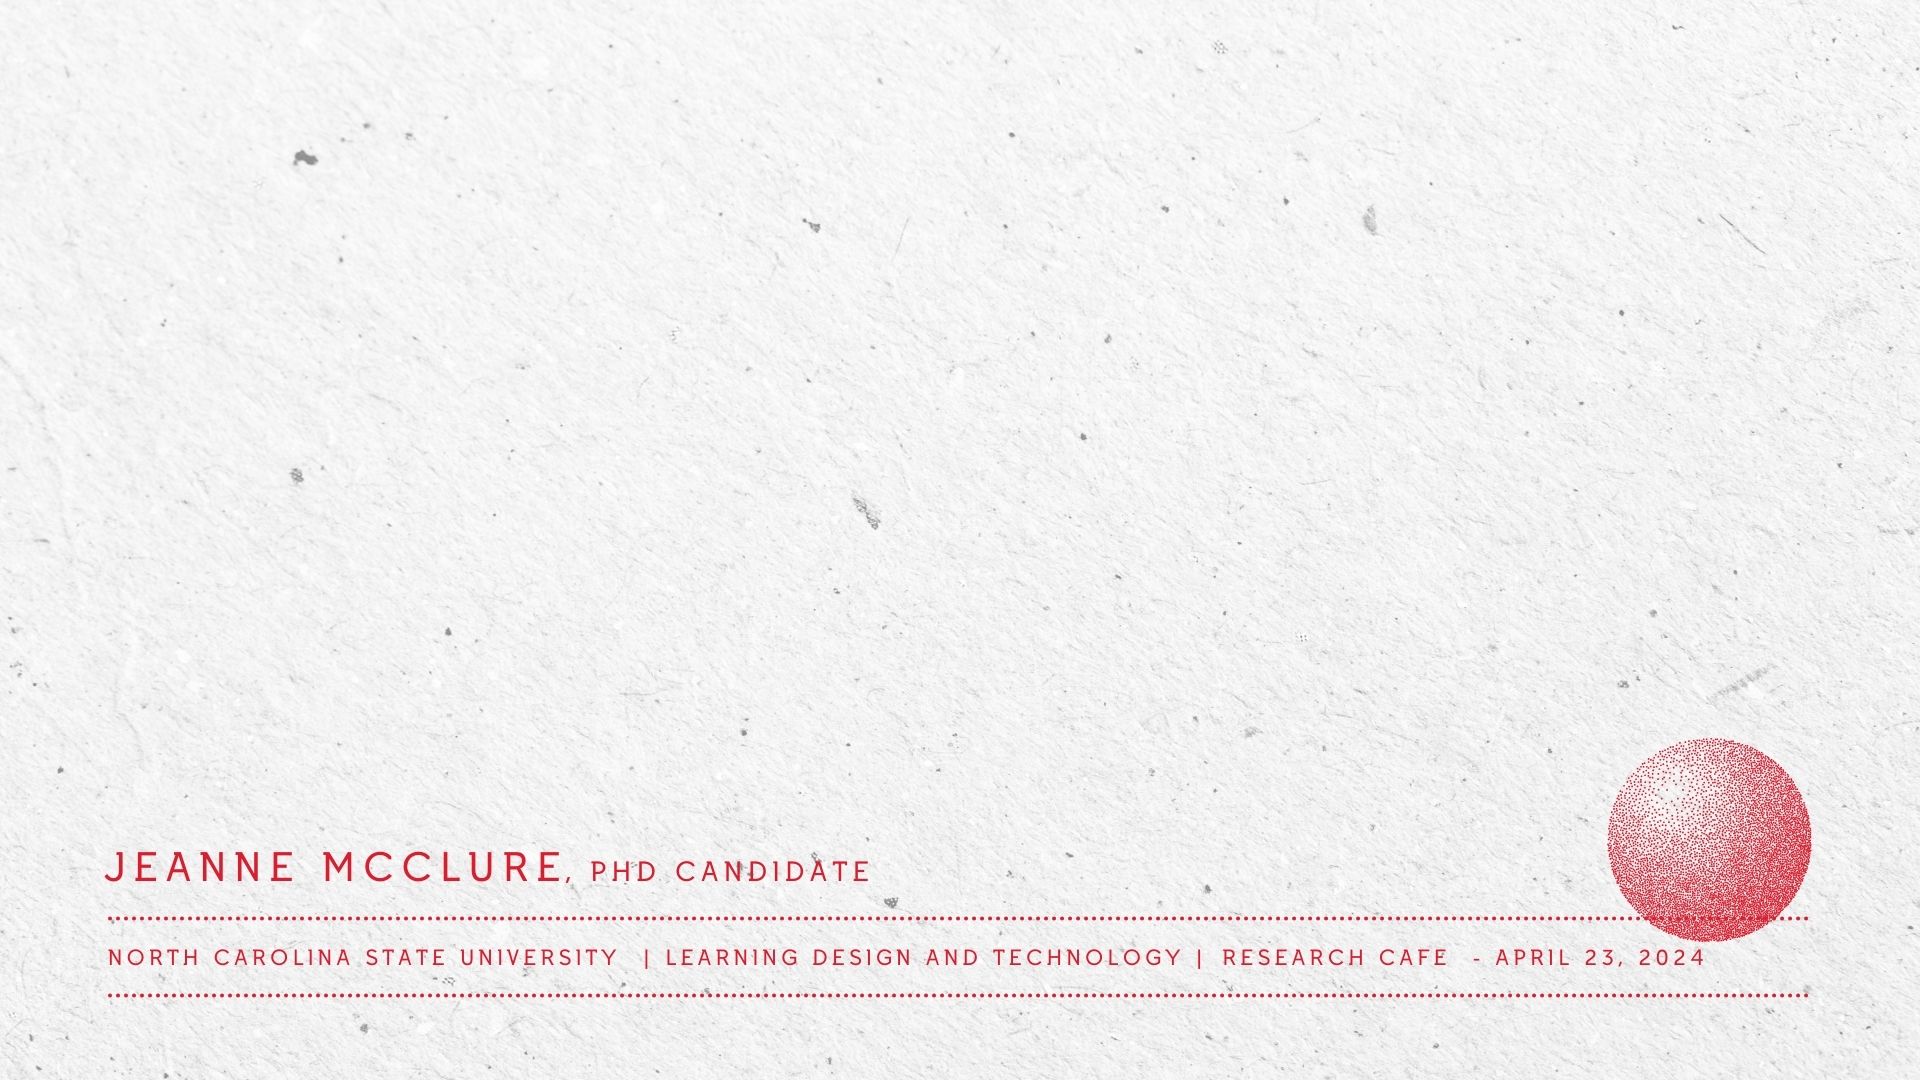 JEANNE MCCLURE, PHD CANDIDATE
NORTH CAROLINA STATE UNIVERSITY | LEARNING DESIGN AND TECHNOLOGY | RESEARCH CAFE - APRIL 23, 2024